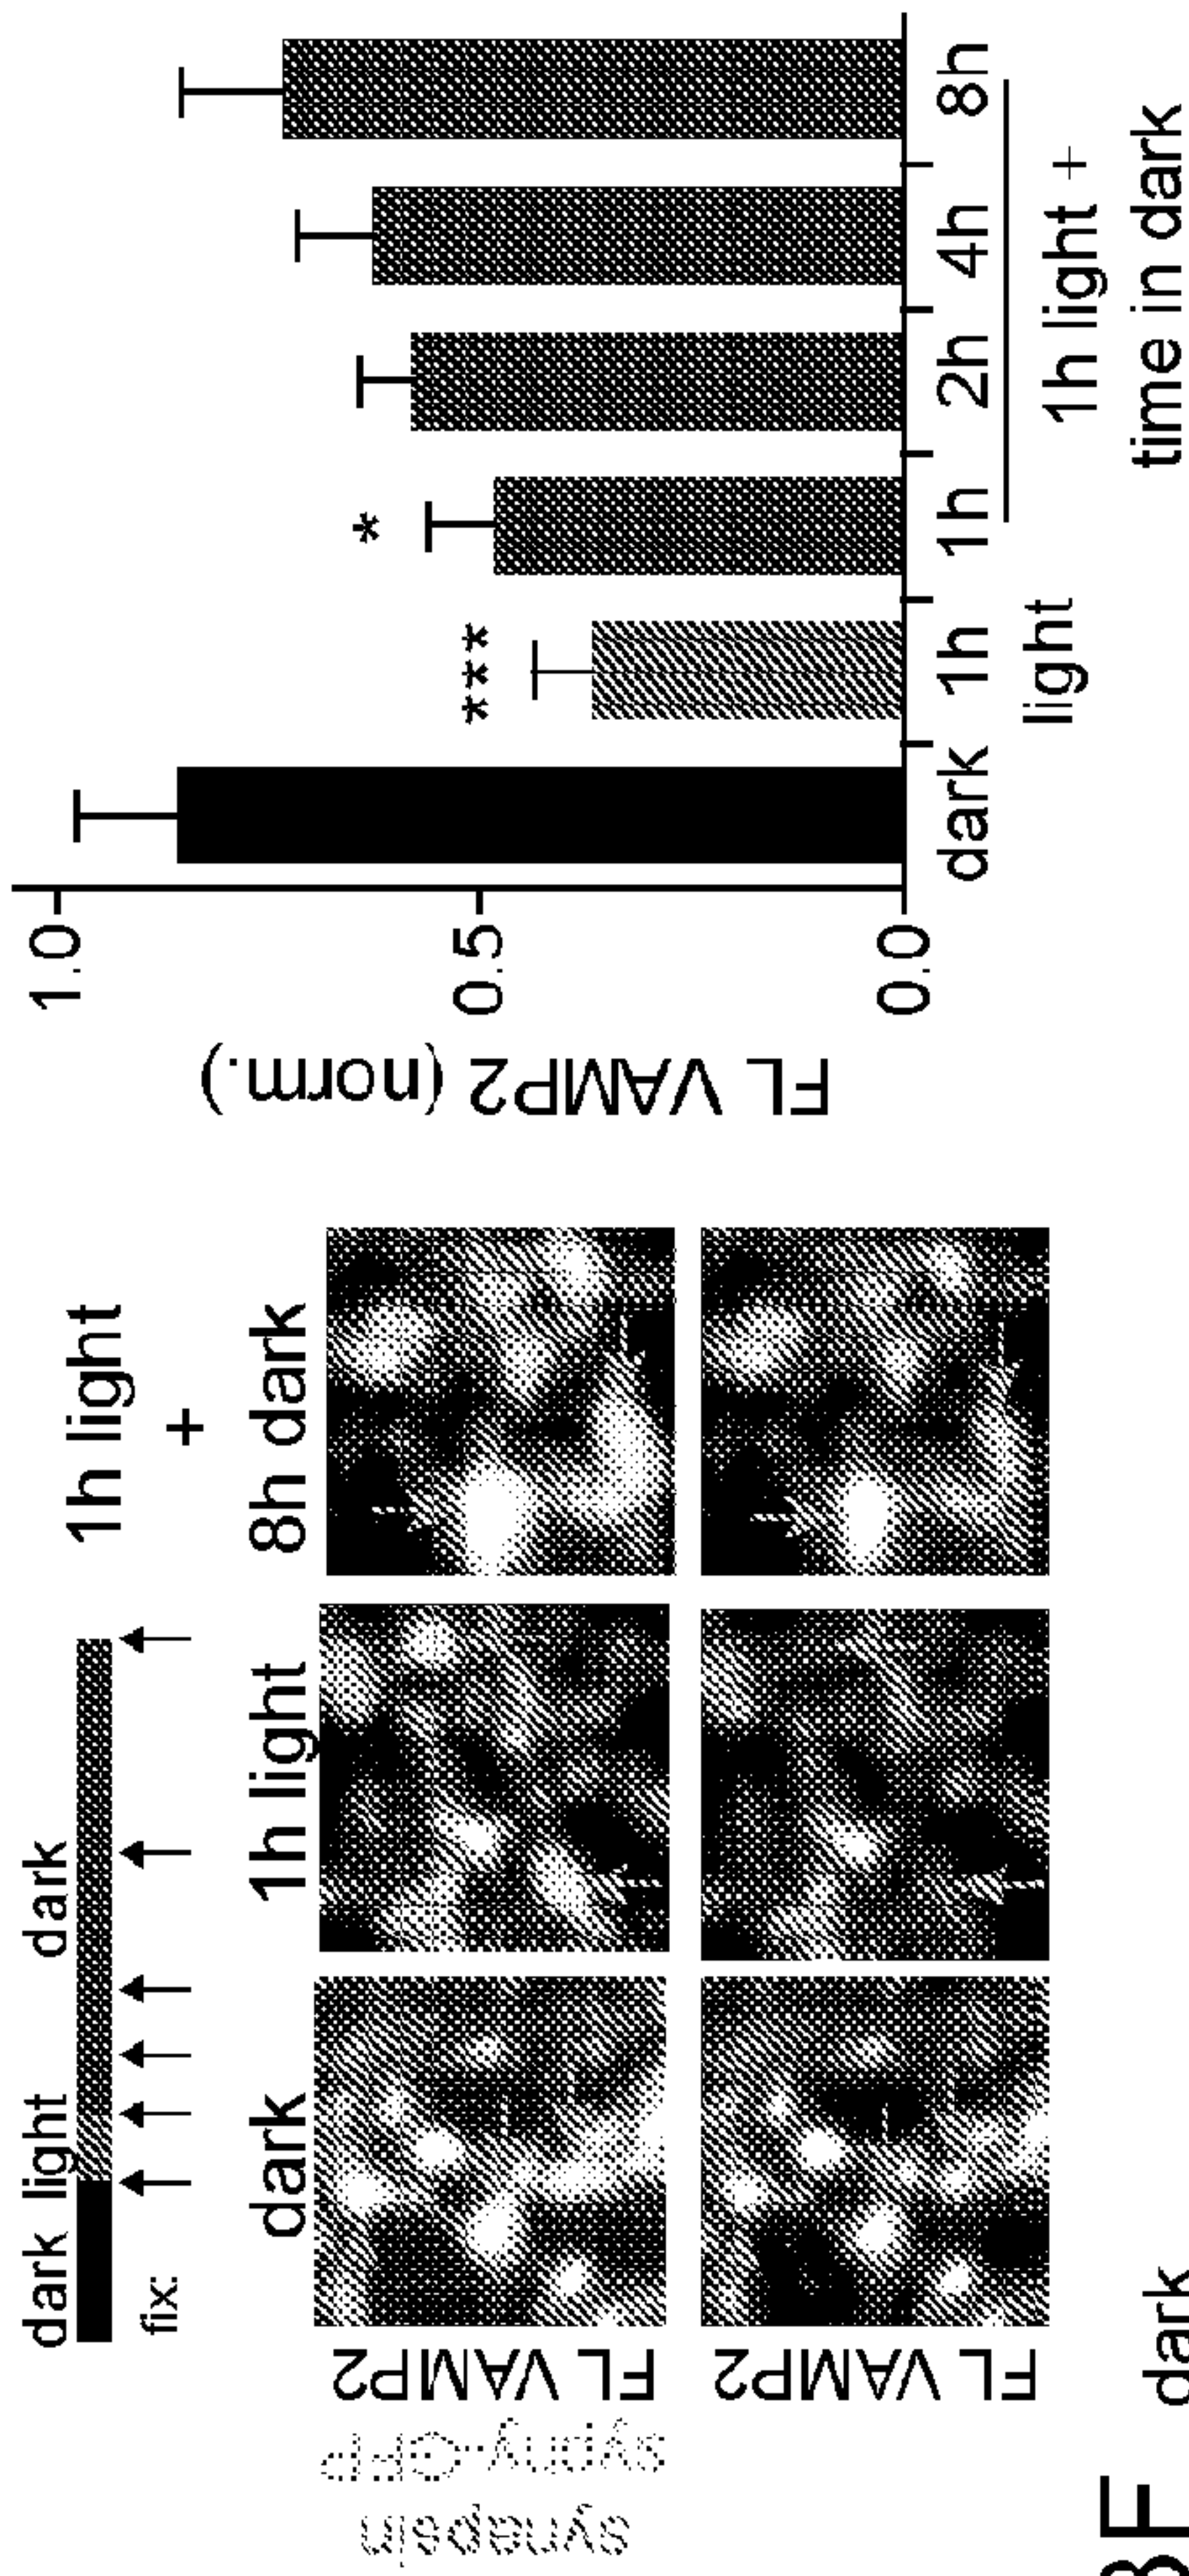 dark light dark
fix:
1h light
+
dark 1h light 8h dark
synapsin
syphy-GFP
FL VAMP2
FL VAMP2
FL VAMP2 (norm.)
1.0
0.5
0.0
***
*
dark 1h 1h 2h 4h 8h
light
1h light +
time in dark
dark